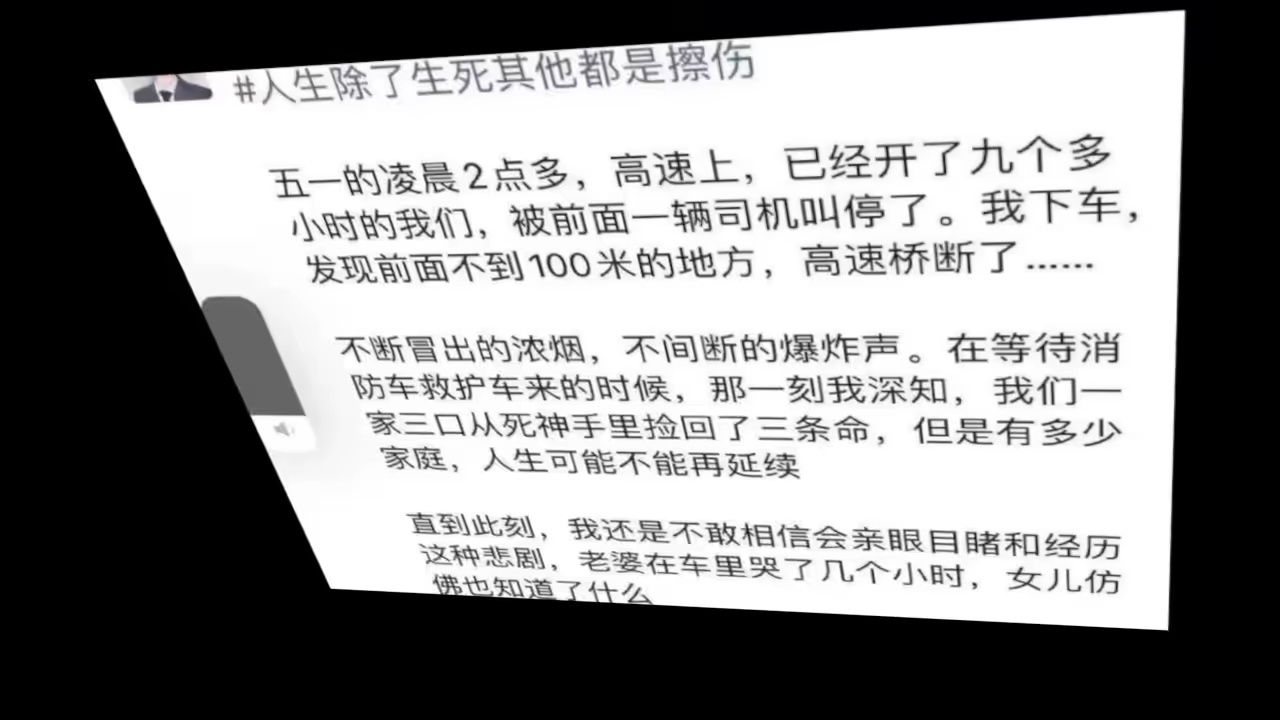 #人生除了生死其他都是擦伤
五一的凌晨2点多，高速上，已经开了九个多
小时的我们，被前面一辆司机叫停了。我下车，
发现前面不到100米的地方，高速桥断了……
不断冒出的浓烟，不间断的爆炸声。在等待消
防车救护车来的时候，那一刻我深知，我们一
家三口从死神手里捡回了三条命，但是有多少
家庭，人生可能不能再延续
直到此刻，我还是不敢相信会亲眼目睹和经历
这种悲剧，老婆在车里哭了几个小时，女儿仿
佛也知道了什么